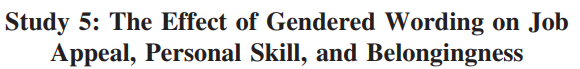 Study 5: The Effect of Gendered Wording on Job
Appeal, Personal Skill, and Belongingness